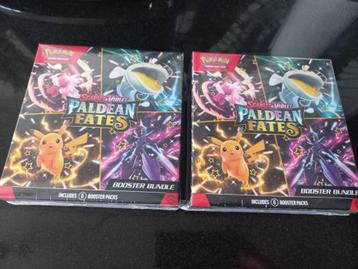 POKÉMON
SCARLET & VIOLET
PALDEAN
FATES
BOOSTER BUNDLE
INCLUDES 6 BOOSTER PACKS
POKÉMON
SCARLET & VIOLET
PALDEAN
FATES
BOOSTER BUNDLE
INCLUDES 6 BOOSTER PACKS